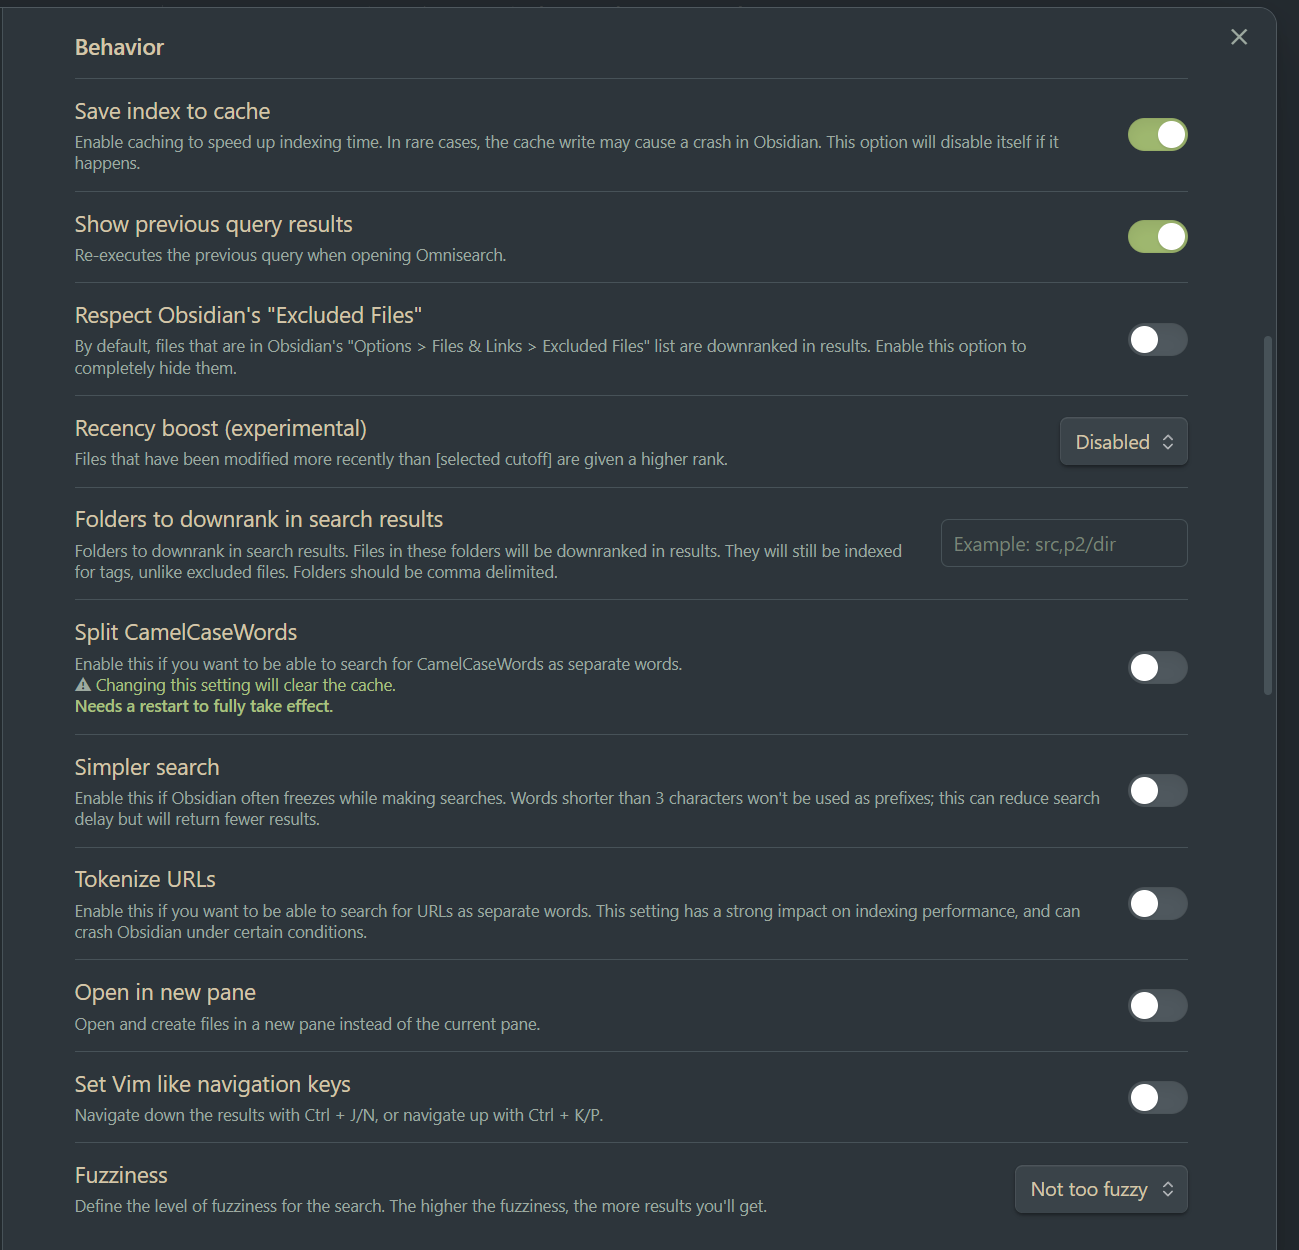 Behavior
Save index to cache
Enable caching to speed up indexing time. In rare cases, the cache write may cause a crash in Obsidian. This option will disable itself if it
happens.
Show previous query results
Re-executes the previous query when opening Omnisearch.
Respect Obsidian's "Excluded Files"
By default, files that are in Obsidian's "Options > Files & Links > Excluded Files" list are downranked in results. Enable this option to
completely hide them.
Recency boost (experimental)
Files that have been modified more recently than [selected cutoff] are given a higher rank.
Disabled
Folders to downrank in search results
Folders to downrank in search results. Files in these folders will be downranked in results. They will still be indexed
for tags, unlike excluded files. Folders should be comma delimited.
Example: src,p2/dir
Split CamelCaseWords
Enable this if you want to be able to search for CamelCaseWords as separate words.
⚠ Changing this setting will clear the cache.
Needs a restart to fully take effect.
Simpler search
Enable this if Obsidian often freezes while making searches. Words shorter than 3 characters won't be used as prefixes; this can reduce search
delay but will return fewer results.
Tokenize URLs
Enable this if you want to be able to search for URLs as separate words. This setting has a strong impact on indexing performance, and can
crash Obsidian under certain conditions.
Open in new pane
Open and create files in a new pane instead of the current pane.
Set Vim like navigation keys
Navigate down the results with Ctrl + J/N, or navigate up with Ctrl + K/P.
Fuzziness
Define the level of fuzziness for the search. The higher the fuzziness, the more results you'll get.
Not too fuzzy